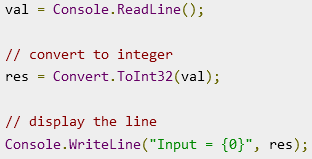 val = Console.ReadLine();
// convert to integer
res = Convert.ToInt32(val);
// display the line
Console.WriteLine("Input = {0}", res);